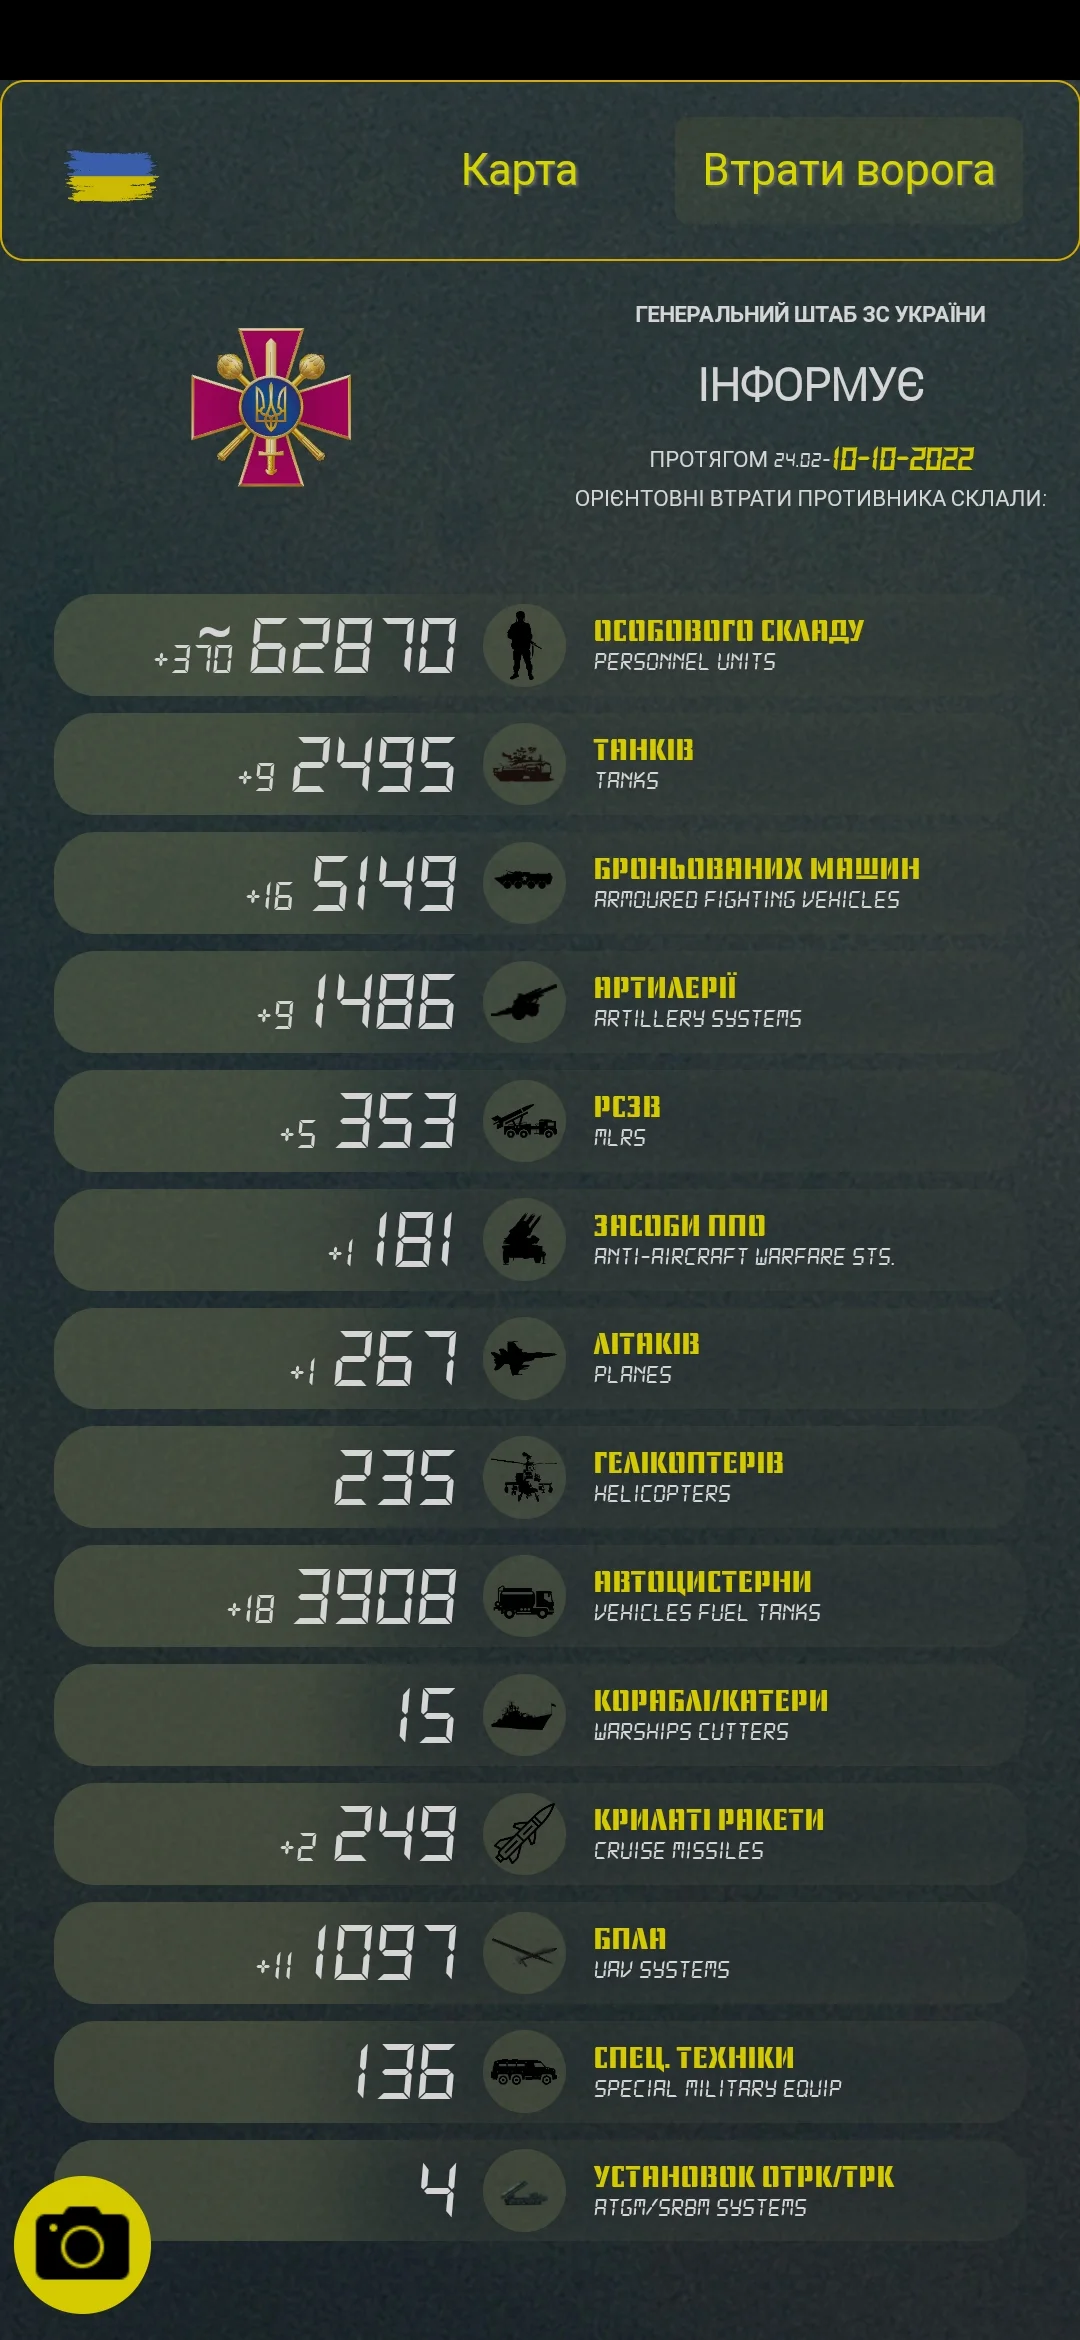 Карта
Втрати ворога
ГЕНЕРАЛЬНИЙ ШТАБ ЗС УКРАЇНИ
ІНФОРМУЄ
ПРОТЯГОМ 24.02-10-10-2022
ОРІЄНТОВНІ ВТРАТИ ПРОТИВНИКА СКЛАЛИ:
+370 ~ 62870 ОСОБОВОГО СКЛАДУ
PERSONNEL UNITS
+9 2495 ТАНКІВ
TANKS
+16 5149 БРОНЬОВАНИХ МАШИН
ARMOURED FIGHTING VEHICLES
+9 1486 АРТИЛЕРІЇ
ARTILLERY SYSTEMS
+5 353 РСЗВ
MLRS
+1 181 ЗАСОБИ ППО
ANTI-AIRCRAFT WARFARE STS.
+1 267 ЛІТАКІВ
PLANES
235 ГЕЛІКОПТЕРІВ
HELICOPTERS
+18 3908 АВТОЦИСТЕРНИ
VEHICLES FUEL TANKS
15 КОРАБЛІ/КАТЕРИ
WARSHIPS CUTTERS
+2 249 КРИЛАТІ РАКЕТИ
CRUISE MISSILES
+11 1097 БПЛА
UAV SYSTEMS
136 СПЕЦ. ТЕХНІКИ
SPECIAL MILITARY EQUIP
4 УСТАНОВОК ОТРК/ТРК
ATGM/SRBM SYSTEMS